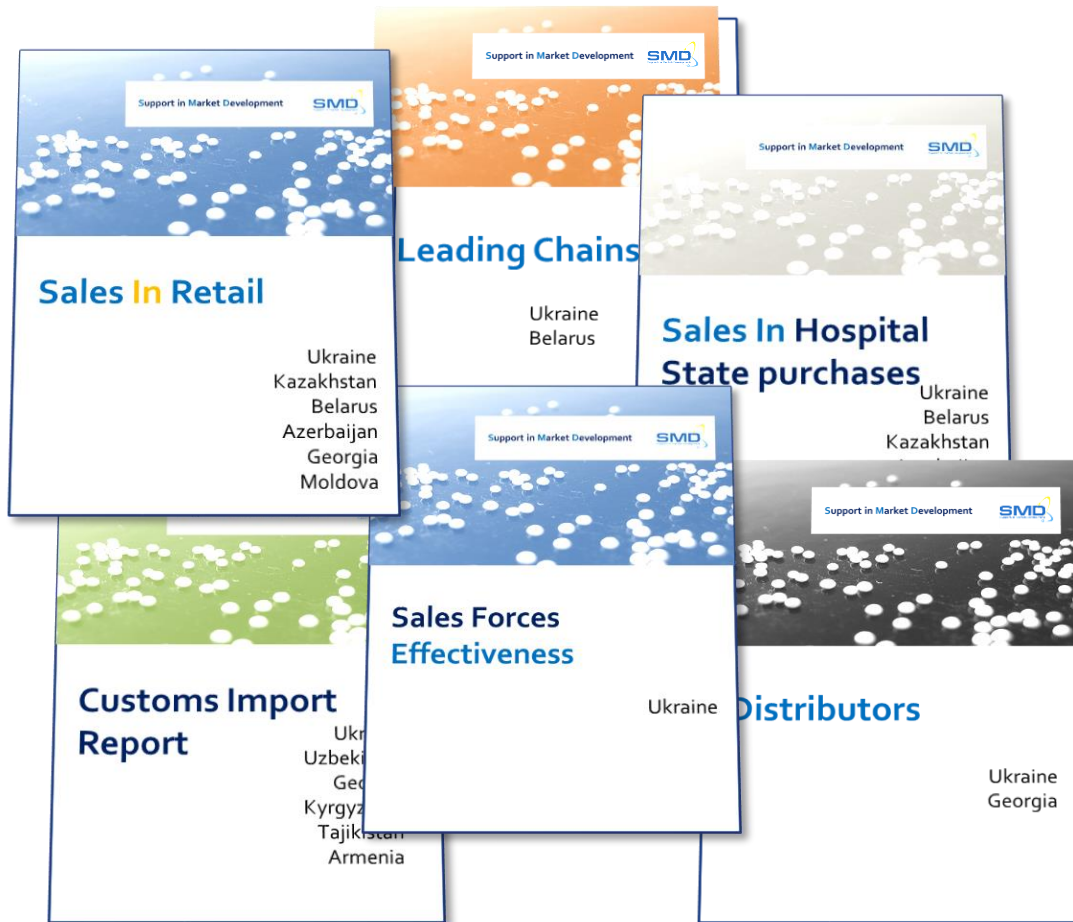 Support in Market Development SMD
Sales In Retail
Ukraine
Kazakhstan
Belarus
Azerbaijan
Georgia
Moldova
Support in Market Development SMD
Leading Chains
Ukraine
Belarus
Support in Market Development SMD
Sales In Hospital
State purchases
Ukraine
Belarus
Kazakhstan
Customs Import
Report
Tajikistan
Armenia
Support in Market Development SMD
Sales Forces
Effectiveness
Ukraine
Support in Market Development SMD
Distributors
Ukraine
Georgia